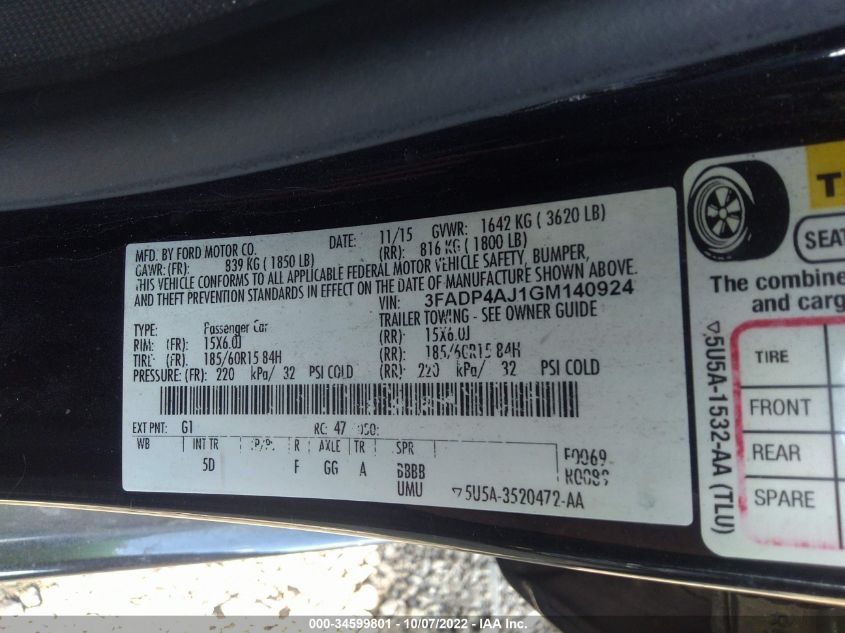 MFD. BY FORD MOTOR CO.
DATE: 11/15 GVWR: 1642 KG ( 3620 LB)
GAWR: (FR): 839 KG ( 1850 LB) (RR): 816 KG ( 1800 LB)
THIS VEHICLE CONFORMS TO ALL APPLICABLE FEDERAL MOTOR VEHICLE SAFETY, BUMPER,
AND THEFT PREVENTION STANDARDS IN EFFECT ON THE DATE OF MANUFACTURE SHOWN ABOVE.
VIN: 3FADP4AJ1GM140924
TYPE: Passenger Car TRAILER TOWING - SEE OWNER GUIDE
RIM: (FR): 15X6.0J (RR): 15X6.0J
TIRE: (FR): 185/60R15 84H (RR): 185/60R15 84H
PRESSURE: (FR): 220 kPa/ 32 PSI COLD (RR): 220 kPa/ 32 PSI COLD
EXT PNT: G1 RC: 47 DSO:
WB INT TR TP/PS R AXLE TR SPR
5D F GG A BBBB
UMU
F0069
R0089
▽5U5A-3520472-AA
▽5U5A-1532-AA (TLU)
SEAT
The combine
and carg
TIRE
FRONT
REAR
SPARE
000-34599801 - 10/07/2022 - IAA Inc.